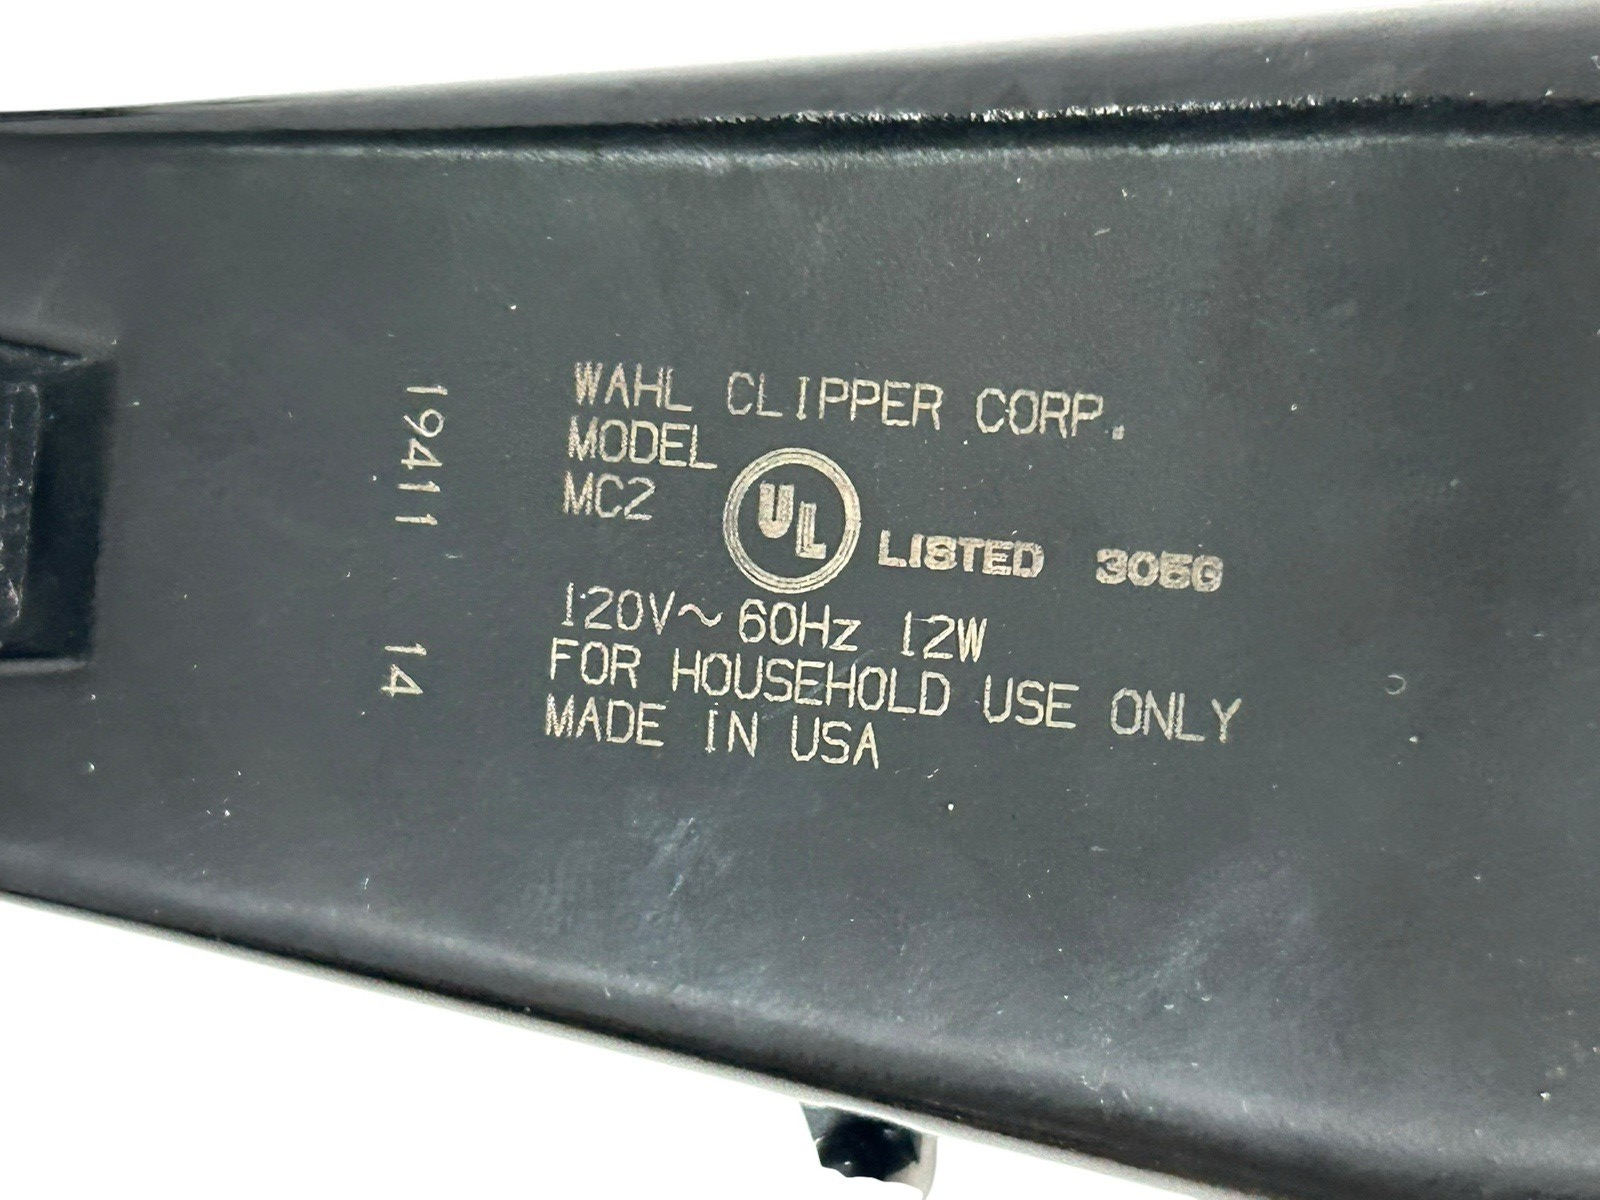 WAHL CLIPPER CORP.
MODEL
MC2
UL LISTED 305G
120V~60Hz 12W
FOR HOUSEHOLD USE ONLY
MADE IN USA
19411
14